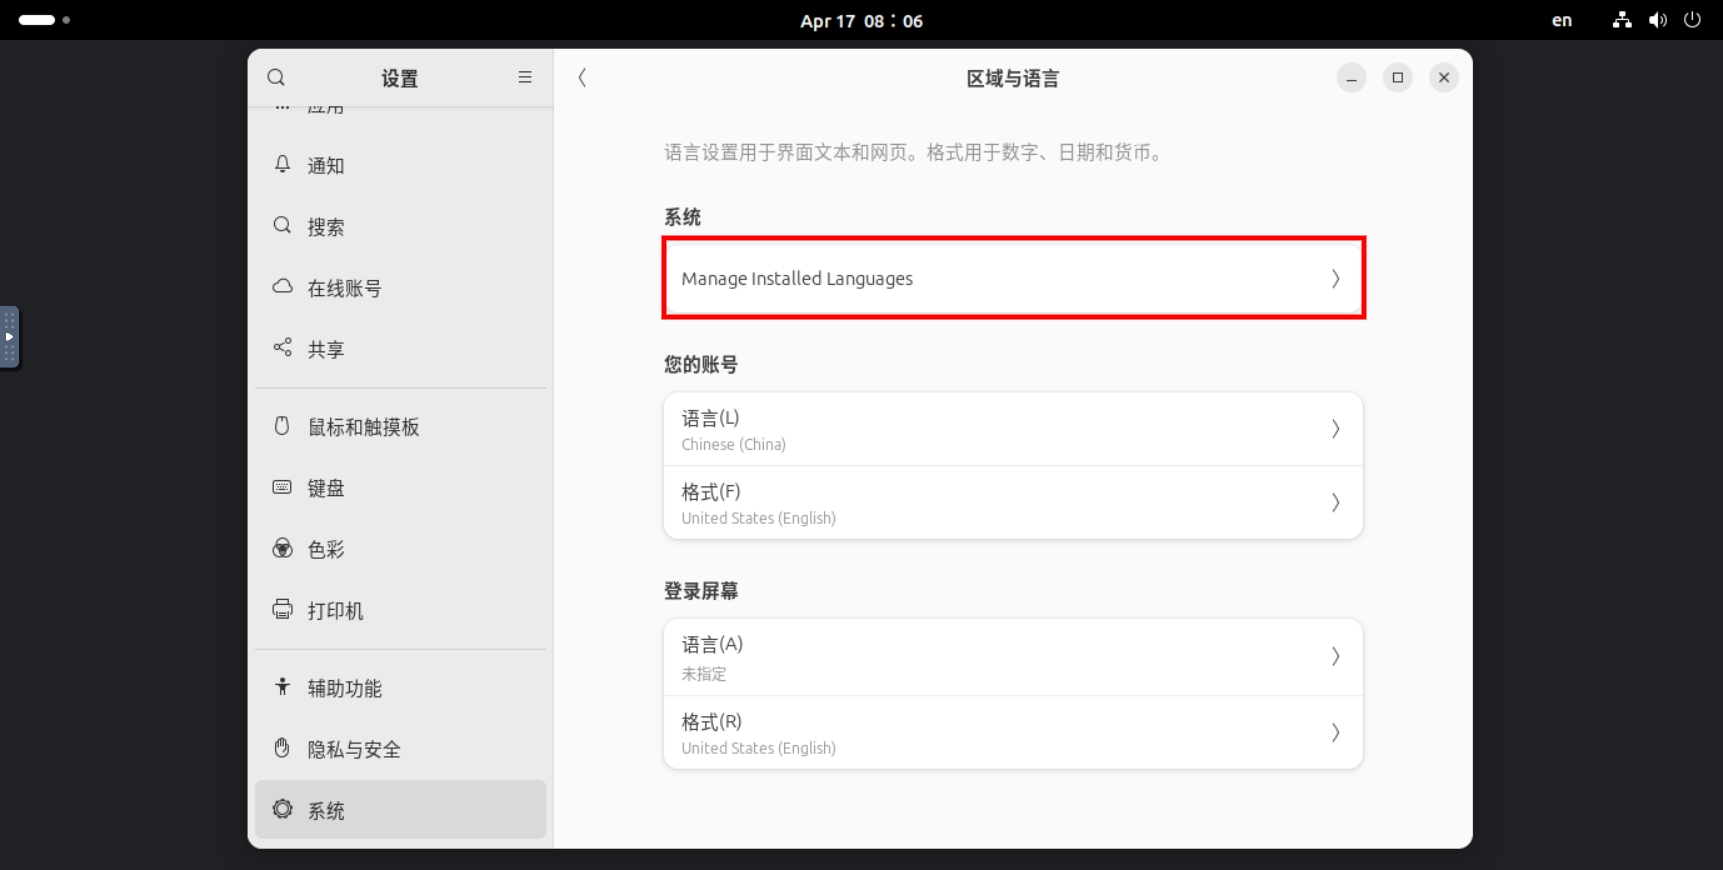 Apr 17 08：06
en
设置
区域与语言
应用
通知
搜索
在线账号
共享
鼠标和触摸板
键盘
色彩
打印机
辅助功能
隐私与安全
系统
语言设置用于界面文本和网页。格式用于数字、日期和货币。
系统
Manage Installed Languages
您的账号
语言(L)
Chinese (China)
格式(F)
United States (English)
登录屏幕
语言(A)
未指定
格式(R)
United States (English)